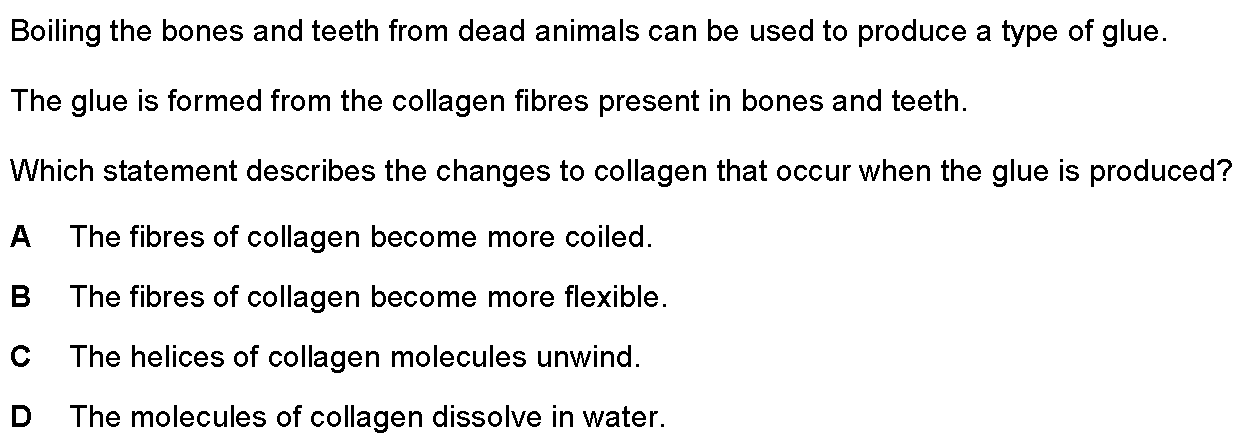 Boiling the bones and teeth from dead animals can be used to produce a type of glue.
The glue is formed from the collagen fibres present in bones and teeth.
Which statement describes the changes to collagen that occur when the glue is produced?
A The fibres of collagen become more coiled.
B The fibres of collagen become more flexible.
C The helices of collagen molecules unwind.
D The molecules of collagen dissolve in water.